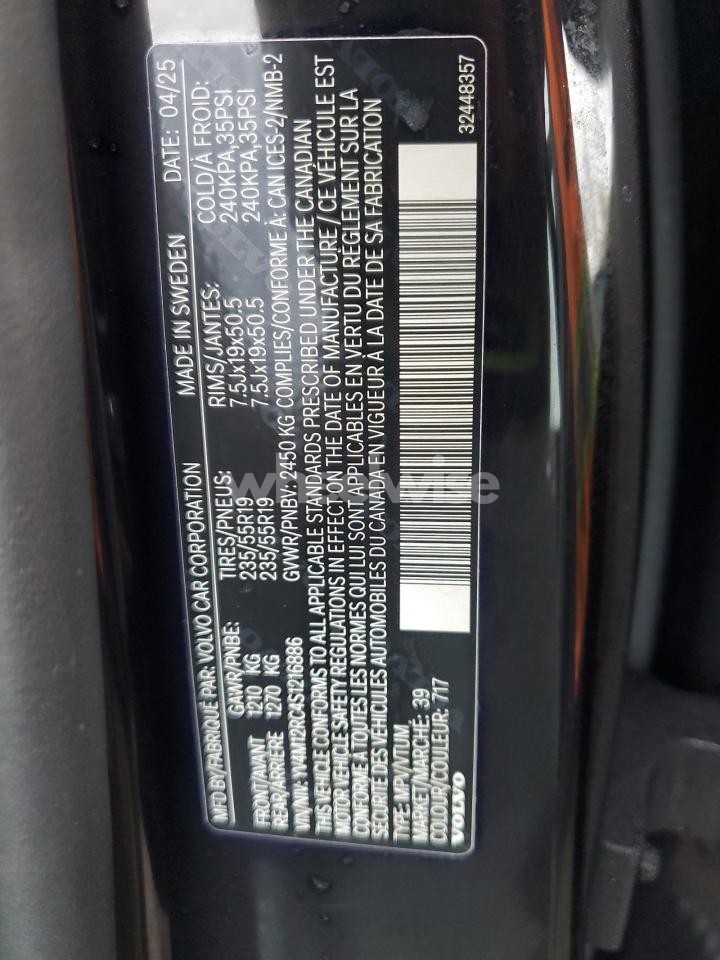 MFD BY/FABRIQUÉ PAR: VOLVO CAR CORPORATION MADE IN SWEDEN DATE: 04/25
GAWR/PNBE: TIRES/PNEUS: RIMS/JANTES: COLD/À FROID:
FRONT/AVANT 1210 KG 235/55R19 7.5Jx19x50.5 240KPA,35PSI
REAR/ARRIÈRE 1270 KG 235/55R19 7.5Jx19x50.5 240KPA,35PSI
VIN/NIV: YV4M12RC4S1216886 GVWR/PNBV: 2450 KG COMPLIES/CONFORME À: CAN ICES-2/NMB-2
THIS VEHICLE CONFORMS TO ALL APPLICABLE STANDARDS PRESCRIBED UNDER THE CANADIAN
MOTOR VEHICLE SAFETY REGULATIONS IN EFFECT ON THE DATE OF MANUFACTURE / CE VÉHICULE EST
CONFORME À TOUTES LES NORMES QUI LUI SONT APPLICABLES EN VERTU DU RÈGLEMENT SUR LA
SÉCURITÉ DES VÉHICULES AUTOMOBILES DU CANADA EN VIGUEUR À LA DATE DE SA FABRICATION
TYPE: MPV/VTUM
MARKET/MARCHÉ: 39
COLOUR/COULEUR: 717
VOLVO
32448357
wheelwise